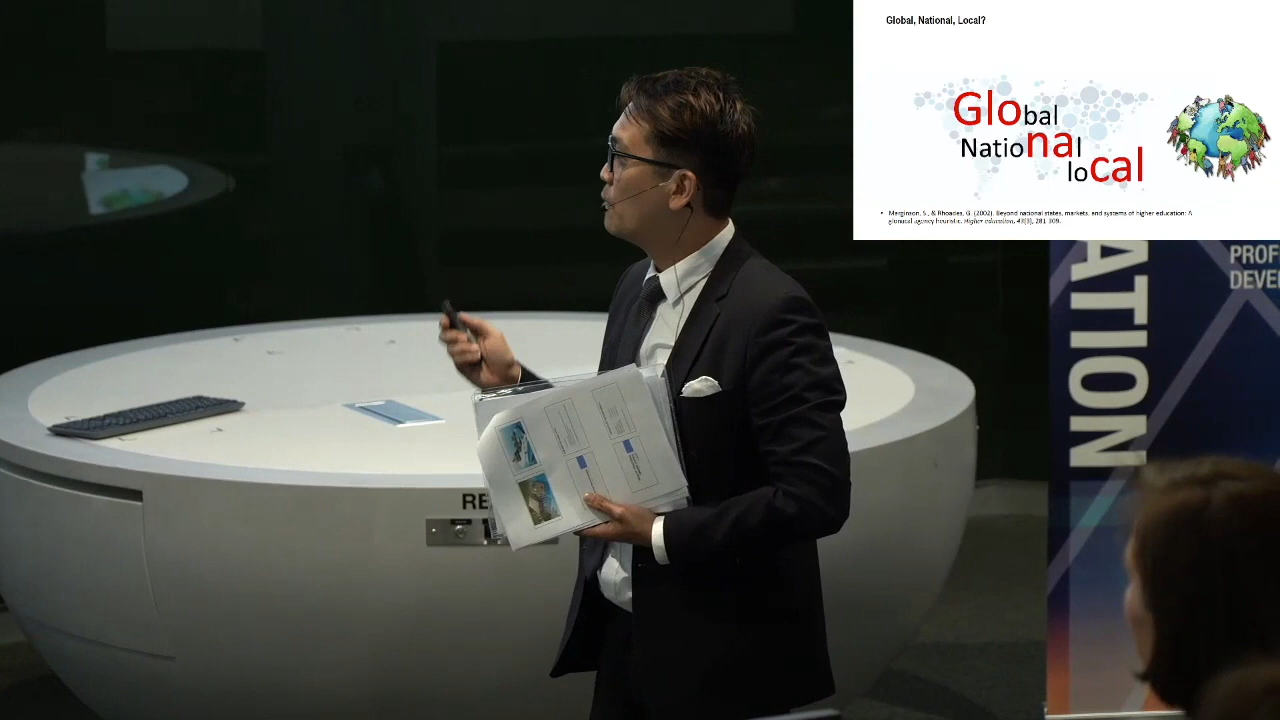 Global, National, Local?
Global
National
local
• Marginson, S., & Rhoades, G. (2002). Beyond national states, markets, and systems of higher education: A
glonacal agency heuristic. Higher education, 43(3), 281-309.
ATION
PROF
DEVE
RE